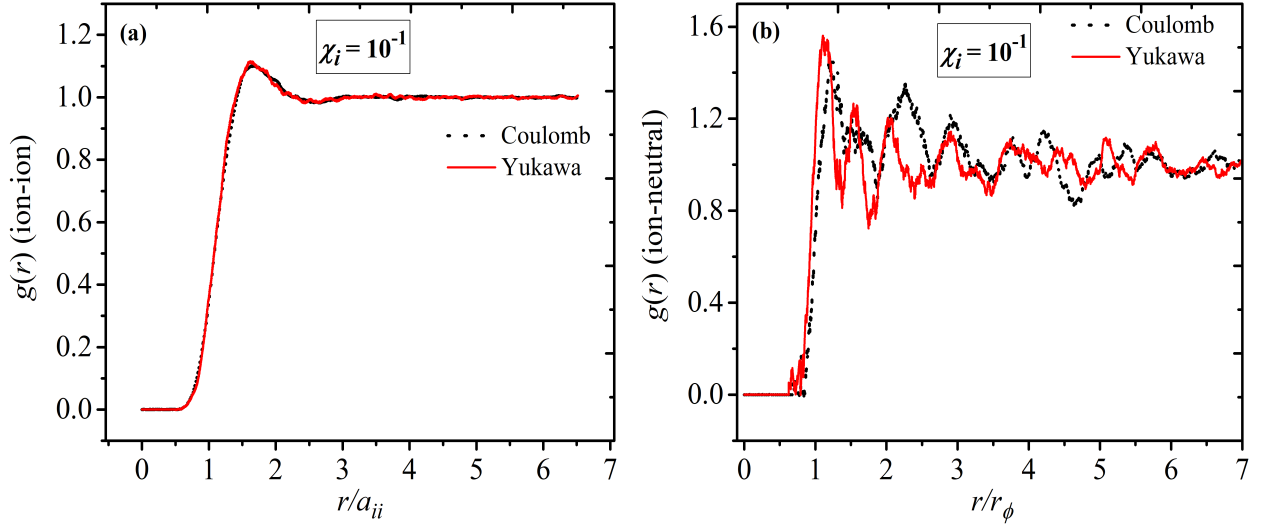 (a)
χi = 10-1
1.2
1.0
0.8
0.6
0.4
0.2
0.0
g(r) (ion-ion)
Coulomb
Yukawa
0 1 2 3 4 5 6 7
r/aii
(b)
χi = 10-1
Coulomb
Yukawa
1.6
1.2
0.8
0.4
0.0
g(r) (ion-neutral)
0 1 2 3 4 5 6 7
r/rϕ